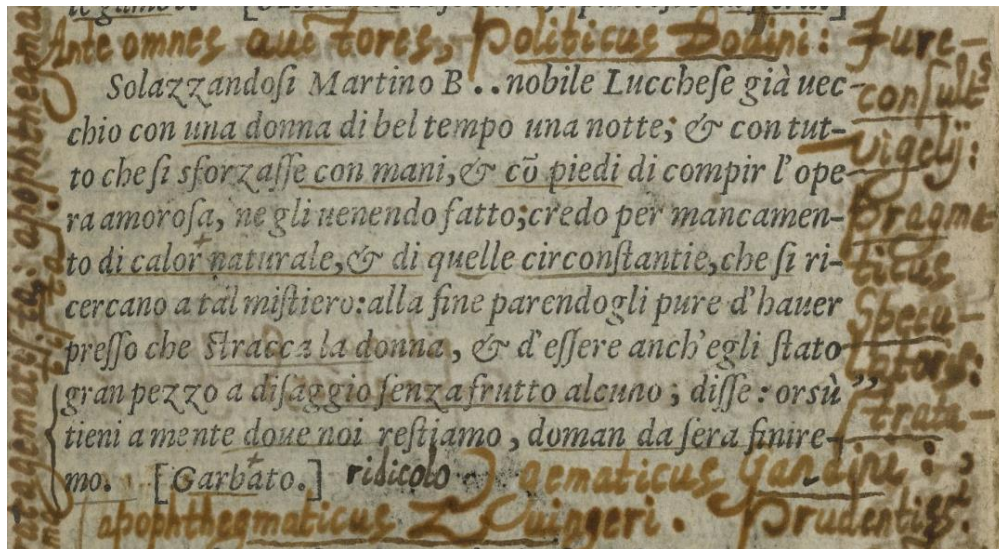 Ante omnes auctores, Politicus Bodini: Jure-
Solazzandosi Martino B..nobile Lucchese già uec-
consult
chio con una donna di bel tempo una notte; & con tut-
Vigelij:
to che si sforzasse con mani, & cō piedi di compir l'ope-
ra amorosa, ne gli uenendo fatto; credo per mancamen-
Pragma-
to di calor naturale, & di quelle circonstantie, che si ri-
ticus
cercano a tal mistiero: alla fine parendogli pure d'hauer
Specu-
presso che stracca la donna, & d'essere anch'egli stato
latoris:
gran pezzo a disaggio senza frutto alcuno; disse: orsù
Strata-
tieni a mente doue noi restiamo, doman da sera finire-
mo. [Garbato.] ridicolo
gematicus Gandini:
apophthegmaticus Zuingeri. Prudentiss.